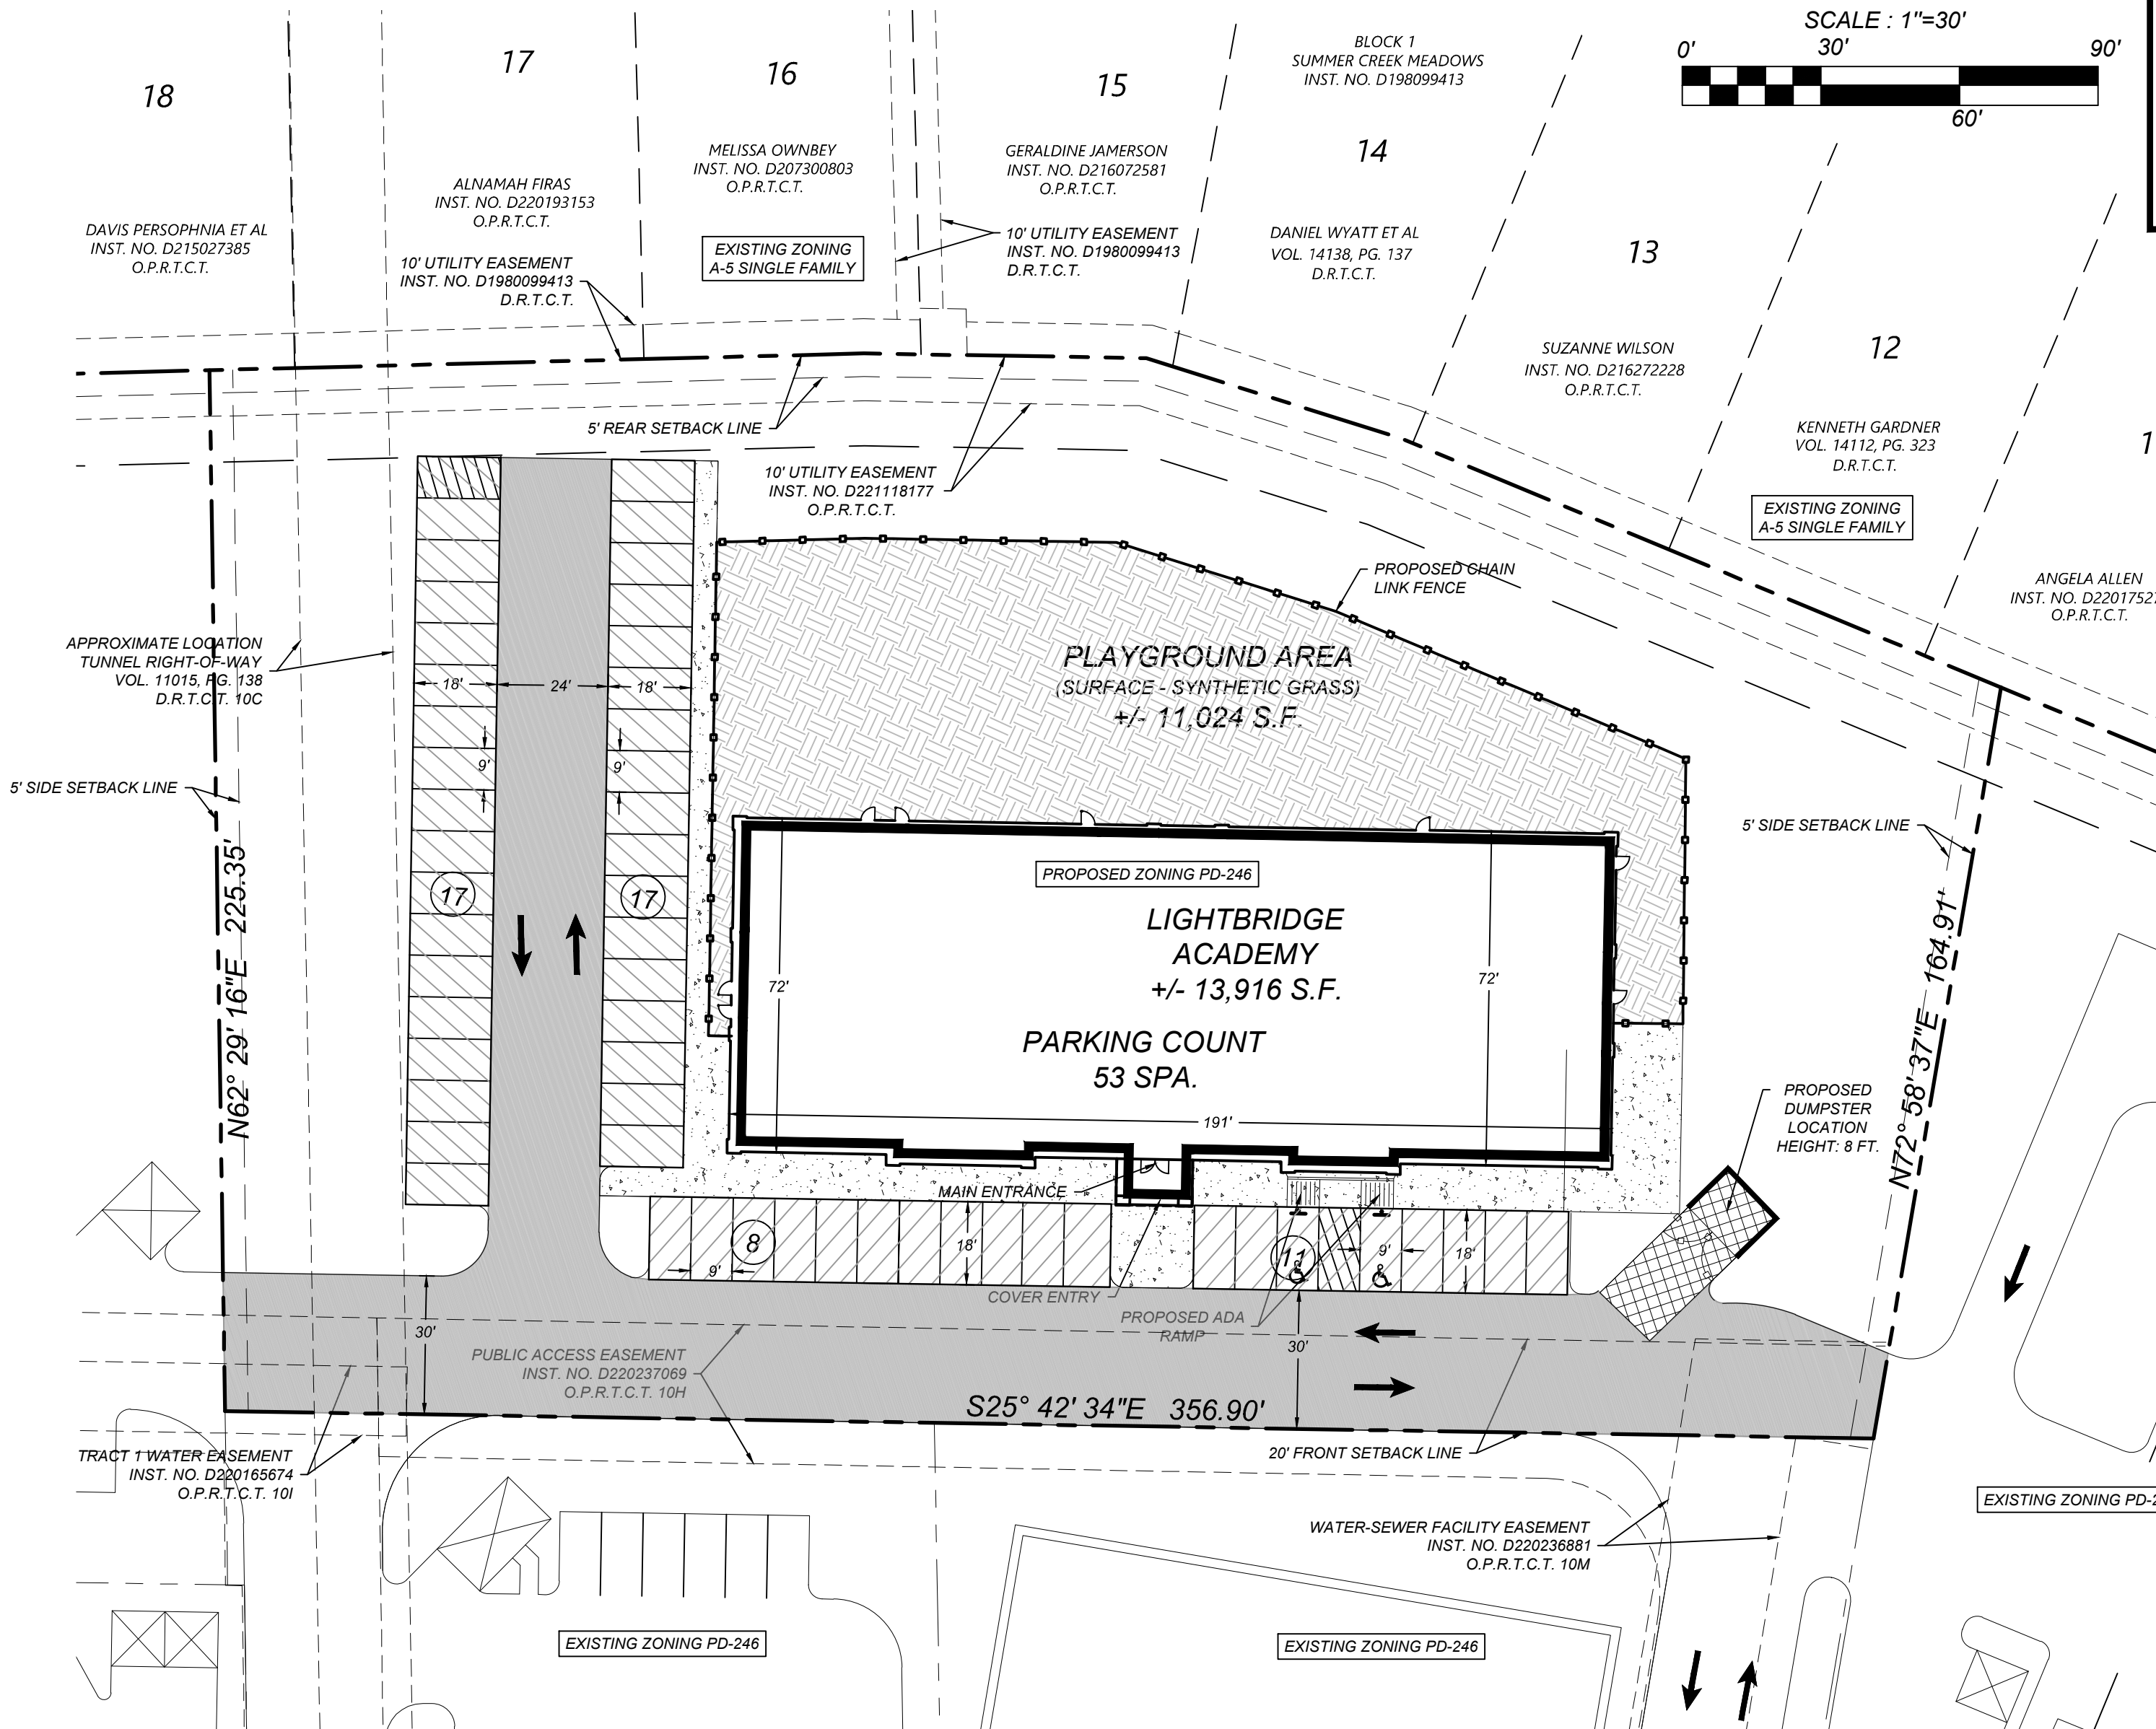 SCALE : 1"=30'
0'
30'
90'
60'
18
17
16
15
BLOCK 1
SUMMER CREEK MEADOWS
INST. NO. D198099413
14
13
12
1
DAVIS PERSOPHNIA ET AL
INST. NO. D215027385
O.P.R.T.C.T.
ALNAMAH FIRAS
INST. NO. D220193153
O.P.R.T.C.T.
MELISSA OWNBEY
INST. NO. D207300803
O.P.R.T.C.T.
GERALDINE JAMERSON
INST. NO. D216072581
O.P.R.T.C.T.
DANIEL WYATT ET AL
VOL. 14138, PG. 137
D.R.T.C.T.
SUZANNE WILSON
INST. NO. D216272228
O.P.R.T.C.T.
KENNETH GARDNER
VOL. 14112, PG. 323
D.R.T.C.T.
ANGELA ALLEN
INST. NO. D22017527
O.P.R.T.C.T.
10' UTILITY EASEMENT
INST. NO. D1980099413
D.R.T.C.T.
EXISTING ZONING
A-5 SINGLE FAMILY
10' UTILITY EASEMENT
INST. NO. D1980099413
D.R.T.C.T.
5' REAR SETBACK LINE
10' UTILITY EASEMENT
INST. NO. D221118177
O.P.R.T.C.T.
EXISTING ZONING
A-5 SINGLE FAMILY
PROPOSED CHAIN
LINK FENCE
APPROXIMATE LOCATION
TUNNEL RIGHT-OF-WAY
VOL. 11015, PG. 138
D.R.T.C.T. 10C
PLAYGROUND AREA
(SURFACE - SYNTHETIC GRASS)
+/- 11,024 S.F.
18'
24'
18'
9'
9'
5' SIDE SETBACK LINE
5' SIDE SETBACK LINE
N62° 29' 16"E 225.35'
17
17
PROPOSED ZONING PD-246
LIGHTBRIDGE
ACADEMY
+/- 13,916 S.F.
PARKING COUNT
53 SPA.
72'
72'
191'
N72° 58' 37"E 164.91'
PROPOSED
DUMPSTER
LOCATION
HEIGHT: 8 FT.
MAIN ENTRANCE
8
9'
18'
11
9'
18'
COVER ENTRY
PROPOSED ADA
RAMP
30'
30'
PUBLIC ACCESS EASEMENT
INST. NO. D220237069
O.P.R.T.C.T. 10H
S25° 42' 34"E 356.90'
20' FRONT SETBACK LINE
TRACT 1 WATER EASEMENT
INST. NO. D220165674
O.P.R.T.C.T. 10I
WATER-SEWER FACILITY EASEMENT
INST. NO. D220236881
O.P.R.T.C.T. 10M
EXISTING ZONING PD-2
EXISTING ZONING PD-246
EXISTING ZONING PD-246